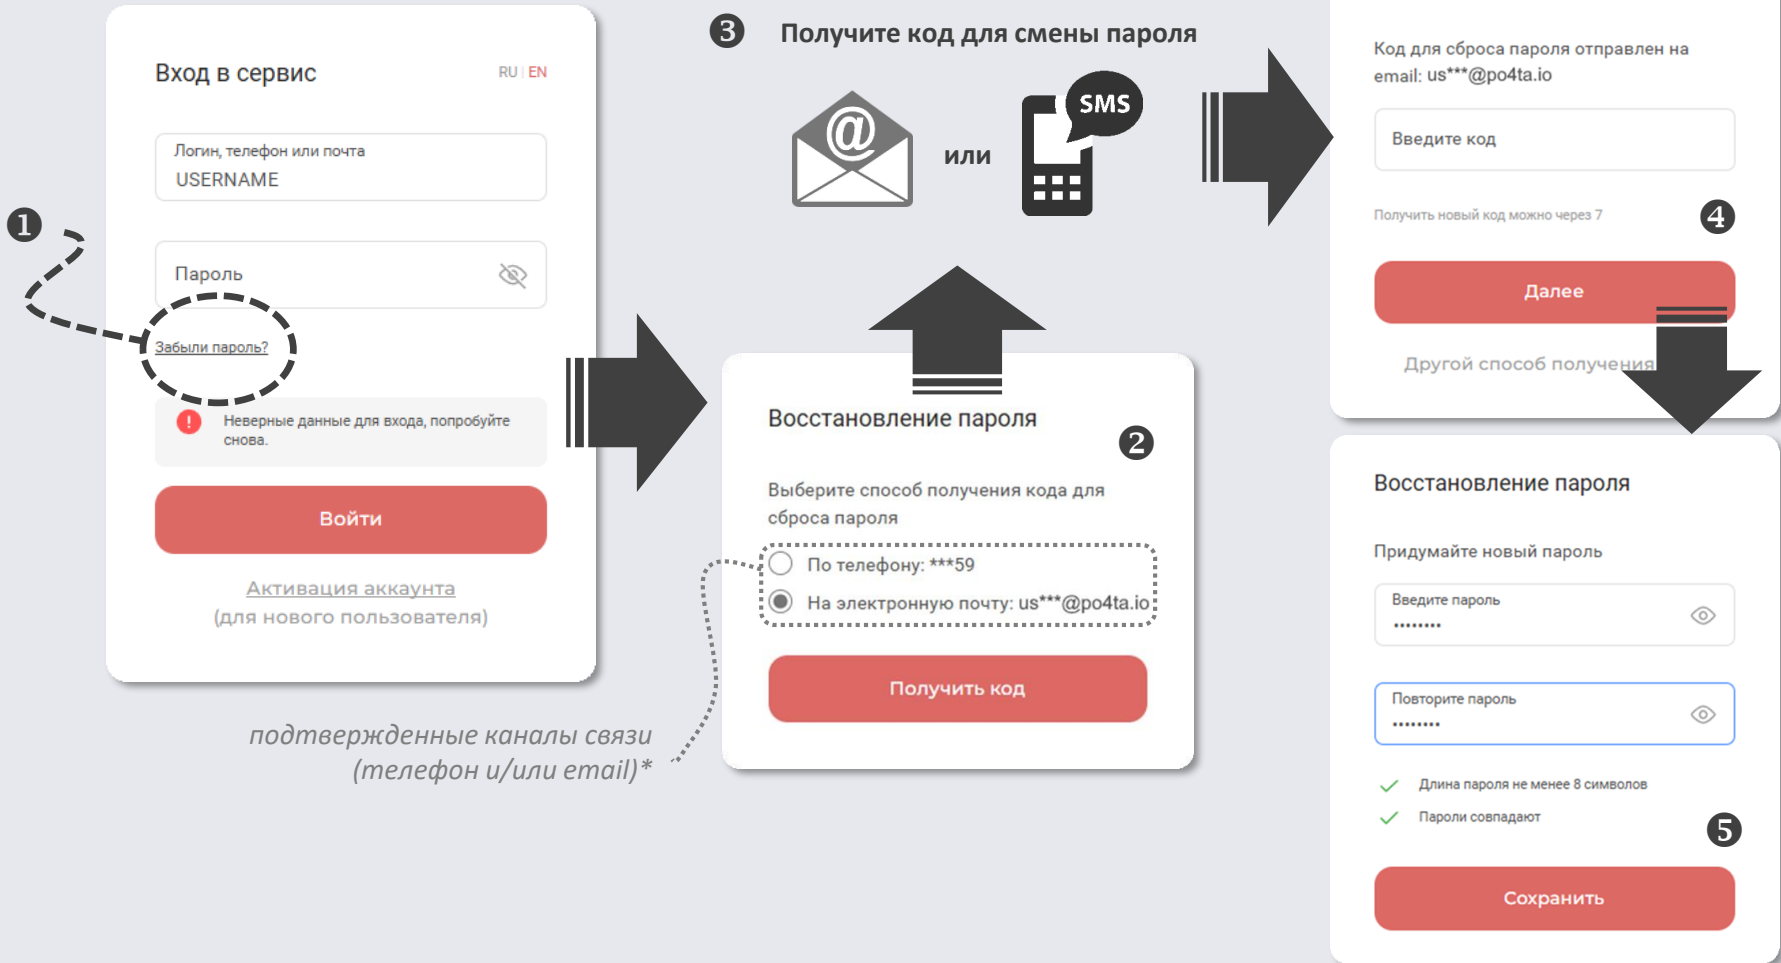 ❶
Вход в сервис
RU | EN
Логин, телефон или почта
USERNAME
Пароль
Забыли пароль?
!
Неверные данные для входа, попробуйте
снова.
Войти
Активация аккаунта
(для нового пользователя)
❷
Восстановление пароля
Выберите способ получения кода для
сброса пароля
По телефону: ***59
На электронную почту: us***@po4ta.io
Получить код
подтвержденные каналы связи
(телефон и/или email)*
❸ Получите код для смены пароля
@
или
SMS
Код для сброса пароля отправлен на
email: us***@po4ta.io
Введите код
Получить новый код можно через 7
❹
Далее
Другой способ получения
Восстановление пароля
Придумайте новый пароль
Введите пароль
••••••••
Повторите пароль
••••••••
Длина пароля не менее 8 символов
Пароли совпадают
❺
Сохранить